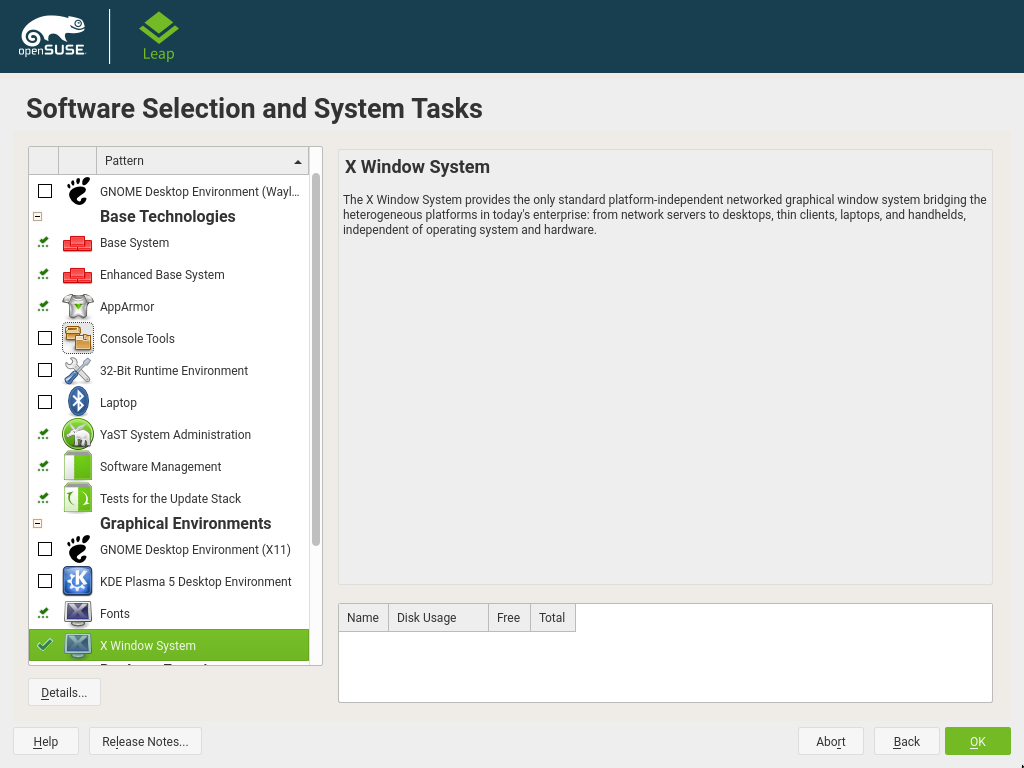 openSUSE
Leap
Software Selection and System Tasks
Pattern
GNOME Desktop Environment (Wayl...
Base Technologies
Base System
Enhanced Base System
AppArmor
Console Tools
32-Bit Runtime Environment
Laptop
YaST System Administration
Software Management
Tests for the Update Stack
Graphical Environments
GNOME Desktop Environment (X11)
KDE Plasma 5 Desktop Environment
Fonts
X Window System
Details...
X Window System
The X Window System provides the only standard platform-independent networked graphical window system bridging the
heterogeneous platforms in today's enterprise: from network servers to desktops, thin clients, laptops, and handhelds,
independent of operating system and hardware.
Name Disk Usage Free Total
Help Release Notes... Abort Back OK